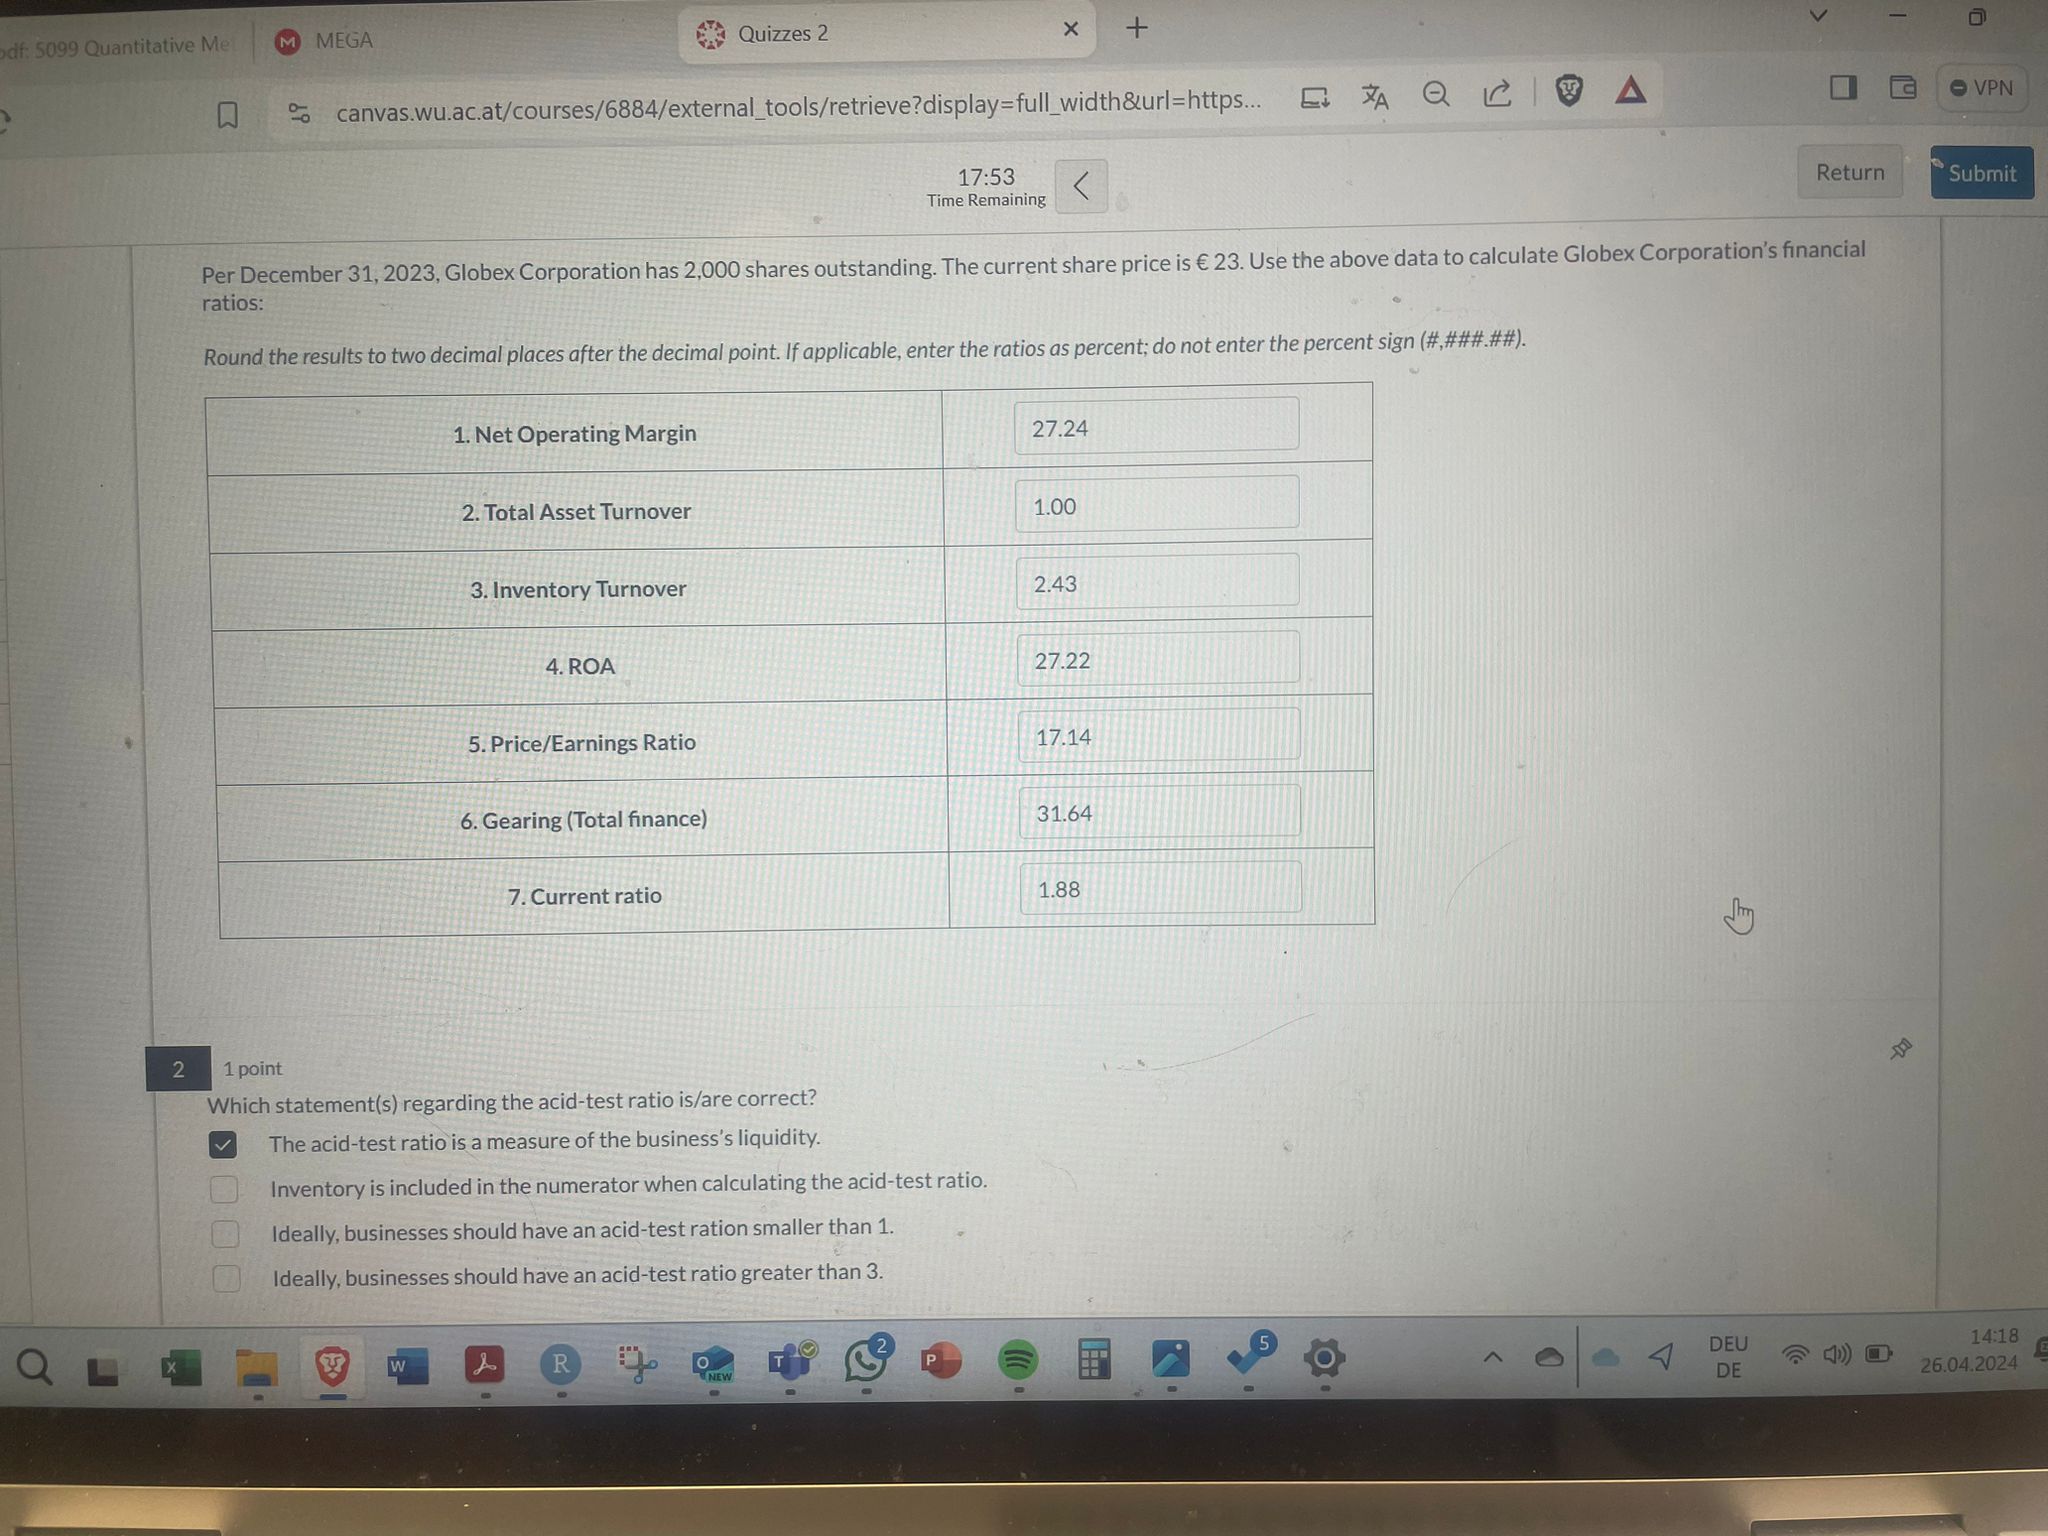 pdf: 5099 Quantitative Me
M MEGA
Quizzes 2
canvas.wu.ac.at/courses/6884/external_tools/retrieve?display=full_width&url=https...
VPN
17:53
Time Remaining
Return
Submit
Per December 31, 2023, Globex Corporation has 2,000 shares outstanding. The current share price is € 23. Use the above data to calculate Globex Corporation's financial
ratios:
Round the results to two decimal places after the decimal point. If applicable, enter the ratios as percent; do not enter the percent sign (#,###.##).
1. Net Operating Margin 27.24
2. Total Asset Turnover 1.00
3. Inventory Turnover 2.43
4. ROA 27.22
5. Price/Earnings Ratio 17.14
6. Gearing (Total finance) 31.64
7. Current ratio 1.88
2 1 point
Which statement(s) regarding the acid-test ratio is/are correct?
The acid-test ratio is a measure of the business's liquidity.
Inventory is included in the numerator when calculating the acid-test ratio.
Ideally, businesses should have an acid-test ration smaller than 1.
Ideally, businesses should have an acid-test ratio greater than 3.
X W R O NEW T 2 P 5
DEU
DE
14:18
26.04.2024